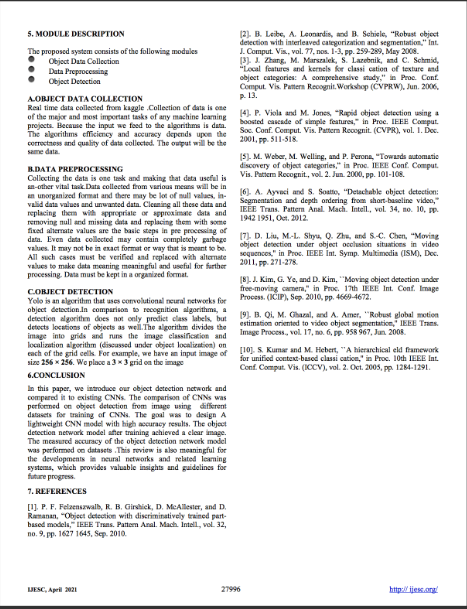 5. MODULE DESCRIPTION
The proposed system consists of the following modules
Object Data Collection
Data Preprocessing
Object Detection
A.OBJECT DATA COLLECTION
Real time data collected from kaggle .Collection of data is one
of the major and most important tasks of any machine learning
projects. Because the input we feed to the algorithms is data.
The algorithms efficiency and accuracy depends upon the
correctness and quality of data collected. The output will be the
same data.
B.DATA PREPROCESSING
Collecting the data is one task and making that data useful is
an-other vital task.Data collected from various means will be in
an unorganized format and there may be lot of null values, in-
valid data values and unwanted data. Cleaning all these data and
replacing them with appropriate or approximate data and
removing null and missing data and replacing them with some
fixed alternate values are the basic steps in pre processing of
data. Even data collected may contain completely garbage
values. It may not be in exact format or way that is meant to be.
All such cases must be verified and replaced with alternate
values to make data meaning meaningful and useful for further
processing. Data must be kept in a organized format.
C.OBJECT DETECTION
Yolo is an algorithm that uses convolutional neural networks for
object detection.In comparison to recognition algorithms, a
detection algorithm does not only predict class labels, but
detects locations of objects as well.The algorithm divides the
image into grids and runs the image classification and
localization algorithm (discussed under object localization) on
each of the grid cells. For example, we have an input image of
size 256 × 256. We place a 3 × 3 grid on the image
6.CONCLUSION
In this paper, we introduce our object detection network and
compared it to existing CNNs. The comparison of CNNs was
performed on object detection from image using different
datasets for training of CNNs. The goal was to design A
lightweight CNN model with high accuracy results. The object
detection network model after training achieved a clear image.
The measured accuracy of the object detection network model
was performed on datasets .This review is also meaningful for
the developments in neural networks and related learning
systems, which provides valuable insights and guidelines for
future progress.
7. REFERENCES
[1]. P. F. Felzenszwalb, R. B. Girshick, D. McAllester, and D.
Ramanan, “Object detection with discriminatively trained part-
based models,” IEEE Trans. Pattern Anal. Mach. Intell., vol. 32,
no. 9, pp. 1627 1645, Sep. 2010.
[2]. B. Leibe, A. Leonardis, and B. Schiele, “Robust object
detection with interleaved categorization and segmentation,” Int.
J. Comput. Vis., vol. 77, nos. 1-3, pp. 259-289, May 2008.
[3]. J. Zhang, M. Marszalek, S. Lazebnik, and C. Schmid,
“Local features and kernels for classi cation of texture and
object categories: A comprehensive study,” in Proc. Conf.
Comput. Vis. Pattern Recognit.Workshop (CVPRW), Jun. 2006,
p. 13.
[4]. P. Viola and M. Jones, “Rapid object detection using a
boosted cascade of simple features,” in Proc. IEEE Comput.
Soc. Conf. Comput. Vis. Pattern Recognit. (CVPR), vol. 1. Dec.
2001, pp. 511-518.
[5]. M. Weber, M. Welling, and P. Perona, “Towards automatic
discovery of object categories,” in Proc. IEEE Conf. Comput.
Vis. Pattern Recognit., vol. 2. Jun. 2000, pp. 101-108.
[6]. A. Ayvaci and S. Soatto, “Detachable object detection:
Segmentation and depth ordering from short-baseline video,”
IEEE Trans. Pattern Anal. Mach. Intell., vol. 34, no. 10, pp.
1942 1951, Oct. 2012.
[7]. D. Liu, M.-L. Shyu, Q. Zhu, and S.-C. Chen, “Moving
object detection under object occlusion situations in video
sequences,” in Proc. IEEE Int. Symp. Multimedia (ISM), Dec.
2011, pp. 271-278.
[8]. J. Kim, G. Ye, and D. Kim, ``Moving object detection under
free-moving camera,'' in Proc. 17th IEEE Int. Conf. Image
Process. (ICIP), Sep. 2010, pp. 4669-4672.
[9]. B. Qi, M. Ghazal, and A. Amer, ``Robust global motion
estimation oriented to video object segmentation,'' IEEE Trans.
Image Process., vol. 17, no. 6, pp. 958 967, Jun. 2008.
[10]. S. Kumar and M. Hebert, ``A hierarchical eld framework
for unified context-based classi cation,'' in Proc. 10th IEEE Int.
Conf. Comput. Vis. (ICCV), vol. 2. Oct. 2005, pp. 1284-1291.
IJESC, April 2021
27996
http:// ijesc.org/